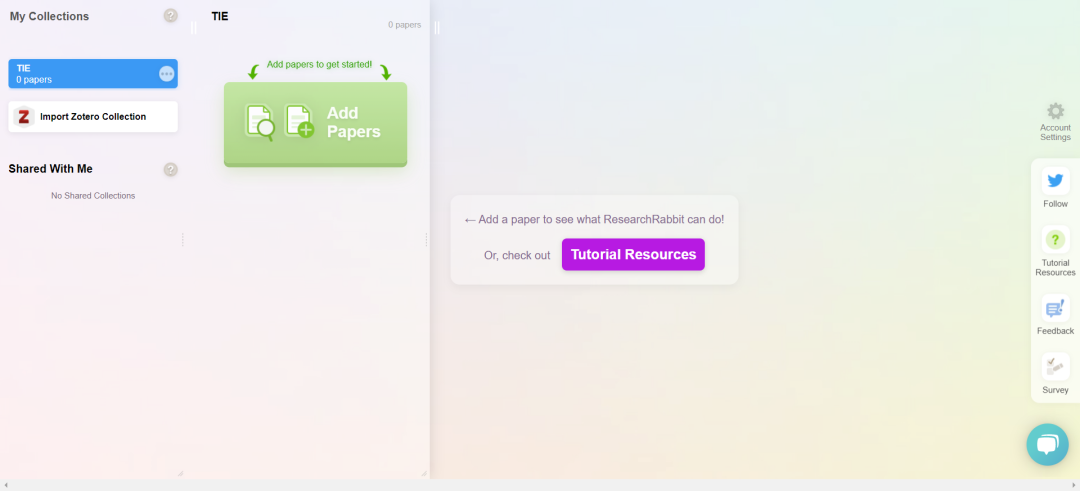 My Collections
?
TIE
0 papers
Z
Import Zotero Collection
Shared With Me
?
No Shared Collections
TIE
0 papers
Add papers to get started!
Add
Papers
← Add a paper to see what ResearchRabbit can do!
Or, check out
Tutorial Resources
Account
Settings
Follow
?
Tutorial
Resources
Feedback
Survey